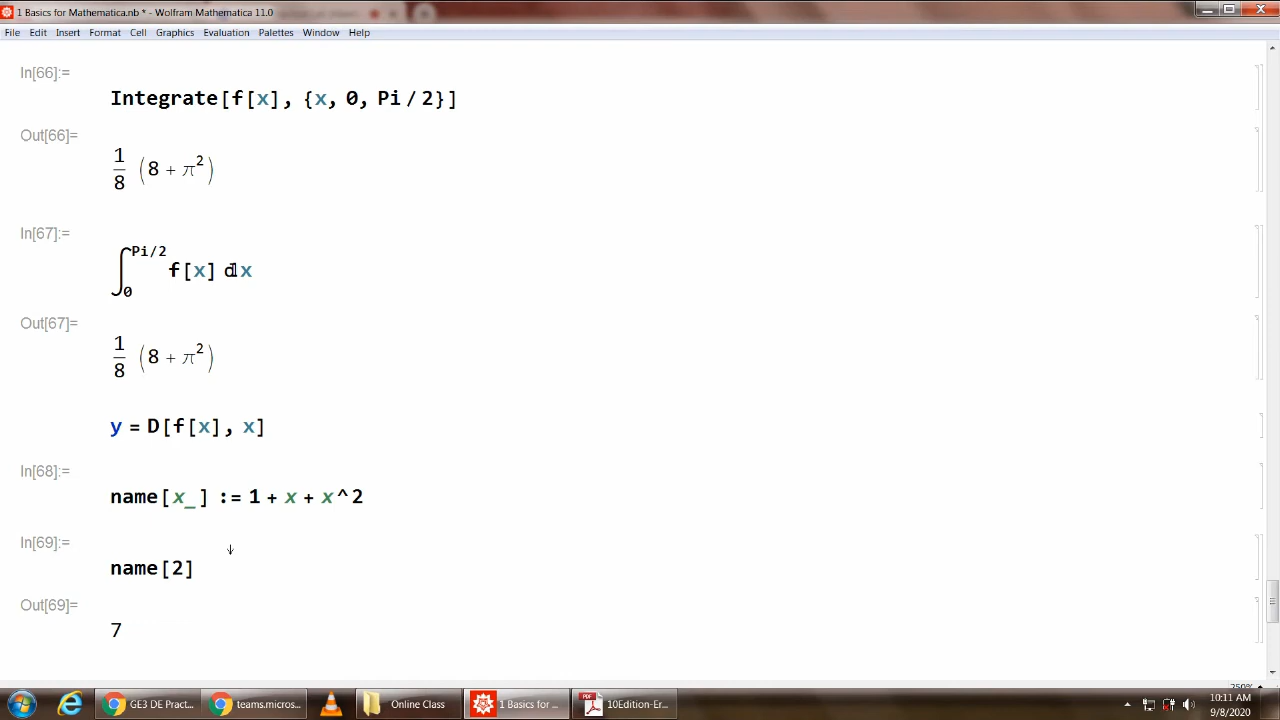 1 Basics for Mathematica.nb * - Wolfram Mathematica 11.0
File Edit Insert Format Cell Graphics Evaluation Palettes Window Help
In[66]:=
Integrate[f[x], {x, 0, Pi / 2}]
Out[66]=
1/8 (8 + π^2)
In[67]:=
∫_0^Pi/2 f[x] dx
Out[67]=
1/8 (8 + π^2)
y = D[f[x], x]
In[68]:=
name[x_] := 1 + x + x^2
In[69]:=
name[2]
Out[69]=
7
GE3 DE Pract... teams.micros... Online Class 1 Basics for ... 10Edition-Er...
10:11 AM
9/8/2020